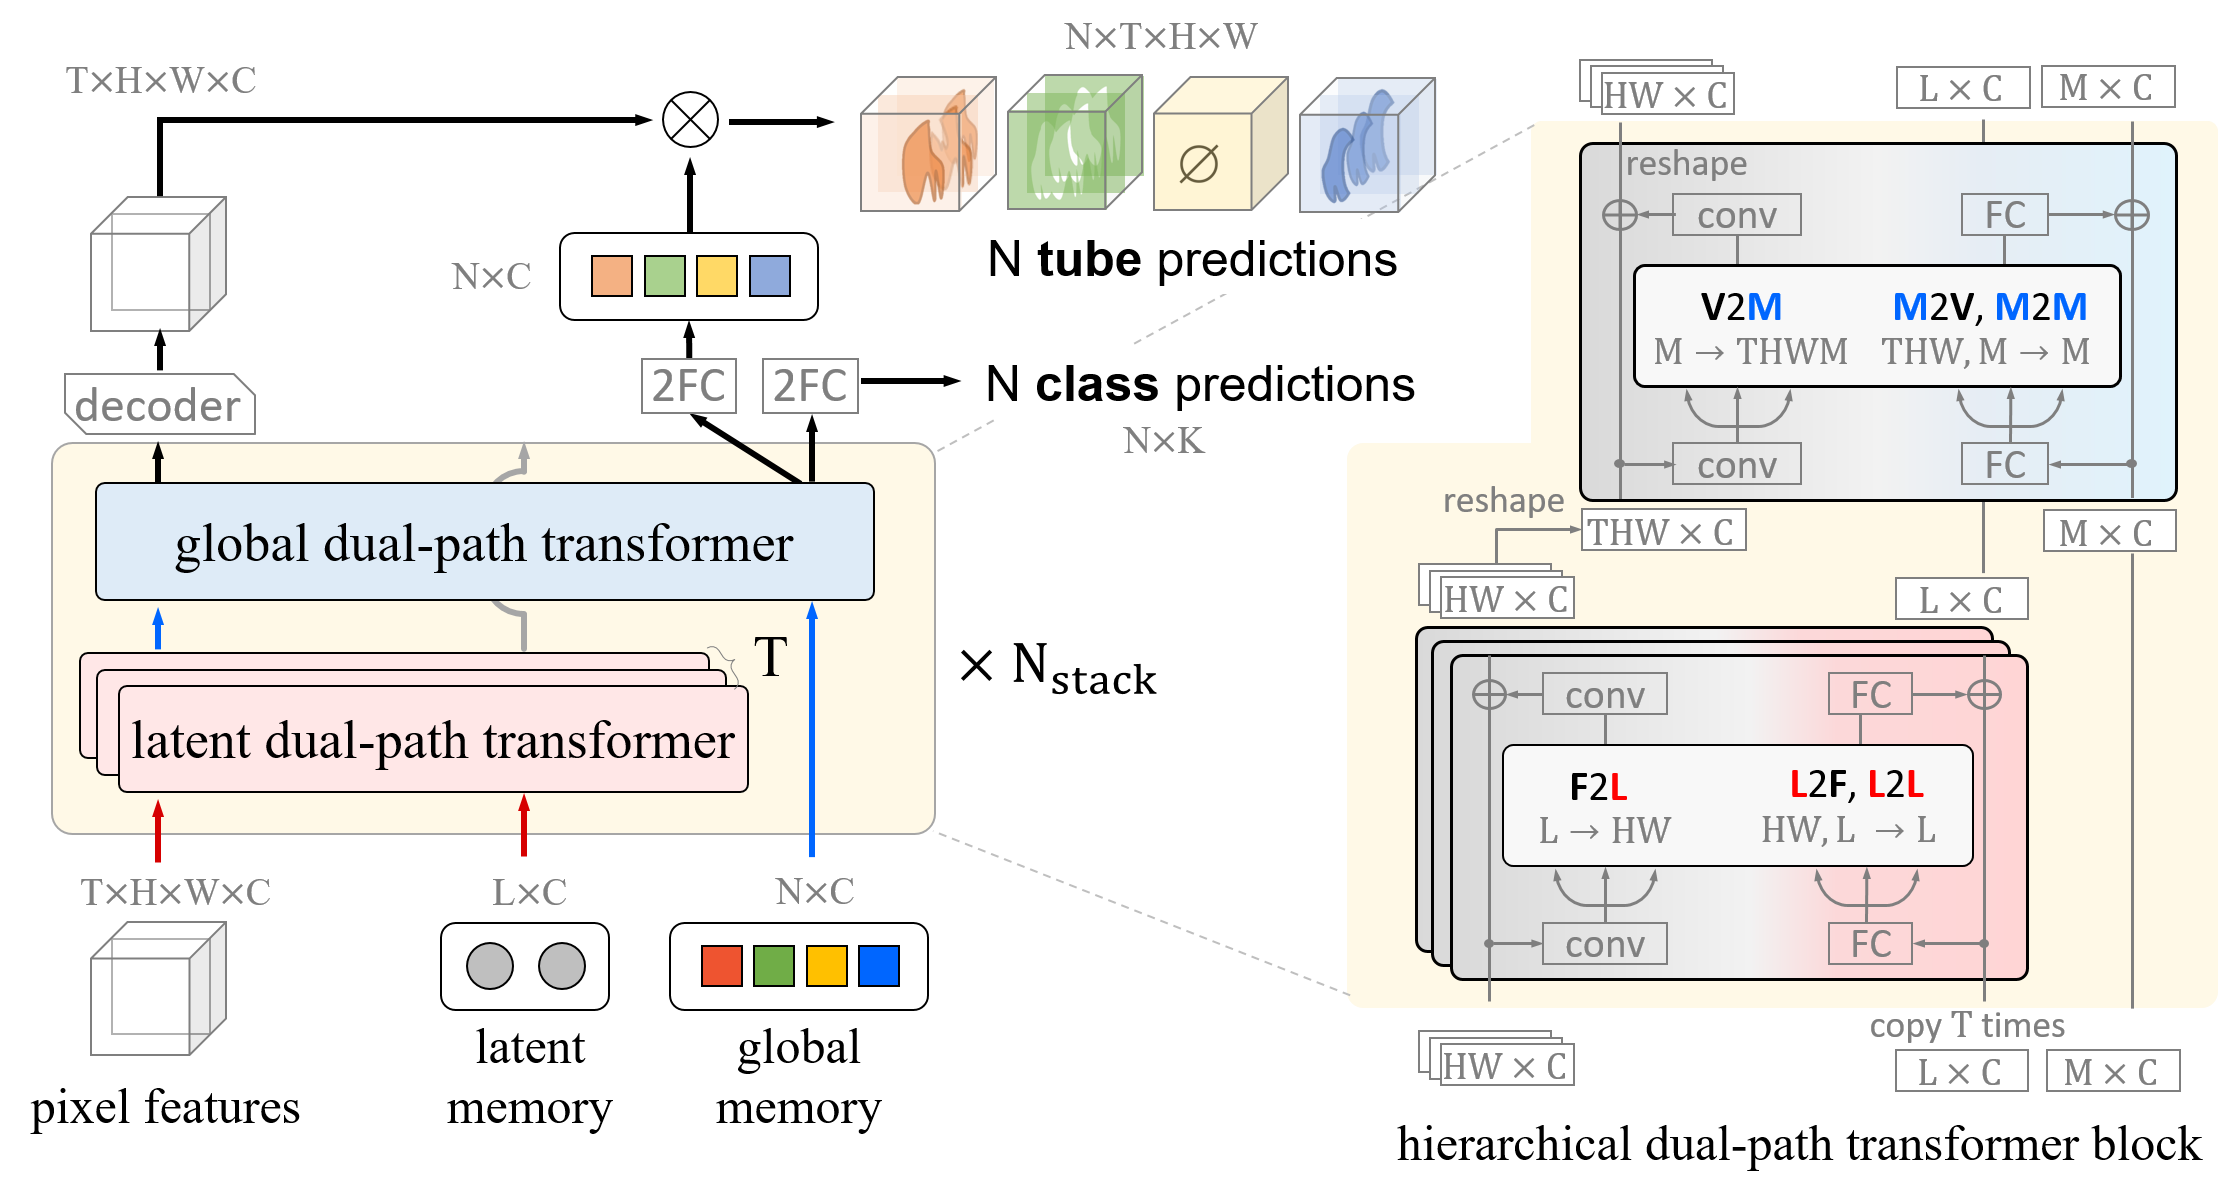 N×T×H×W
T×H×W×C
N tube predictions
N×C
2FC
2FC
N class predictions
N×K
decoder
global dual-path transformer
T
latent dual-path transformer
× N_stack
T×H×W×C
L×C
N×C
pixel features
latent
memory
global
memory
HW × C
L × C
M × C
reshape
conv
FC
V2M
M2V, M2M
M → THWM
THW, M → M
conv
FC
reshape
THW × C
M × C
HW × C
L × C
conv
FC
F2L
L2F, L2L
L → HW
HW, L → L
conv
FC
copy T times
HW × C
L × C
M × C
hierarchical dual-path transformer block